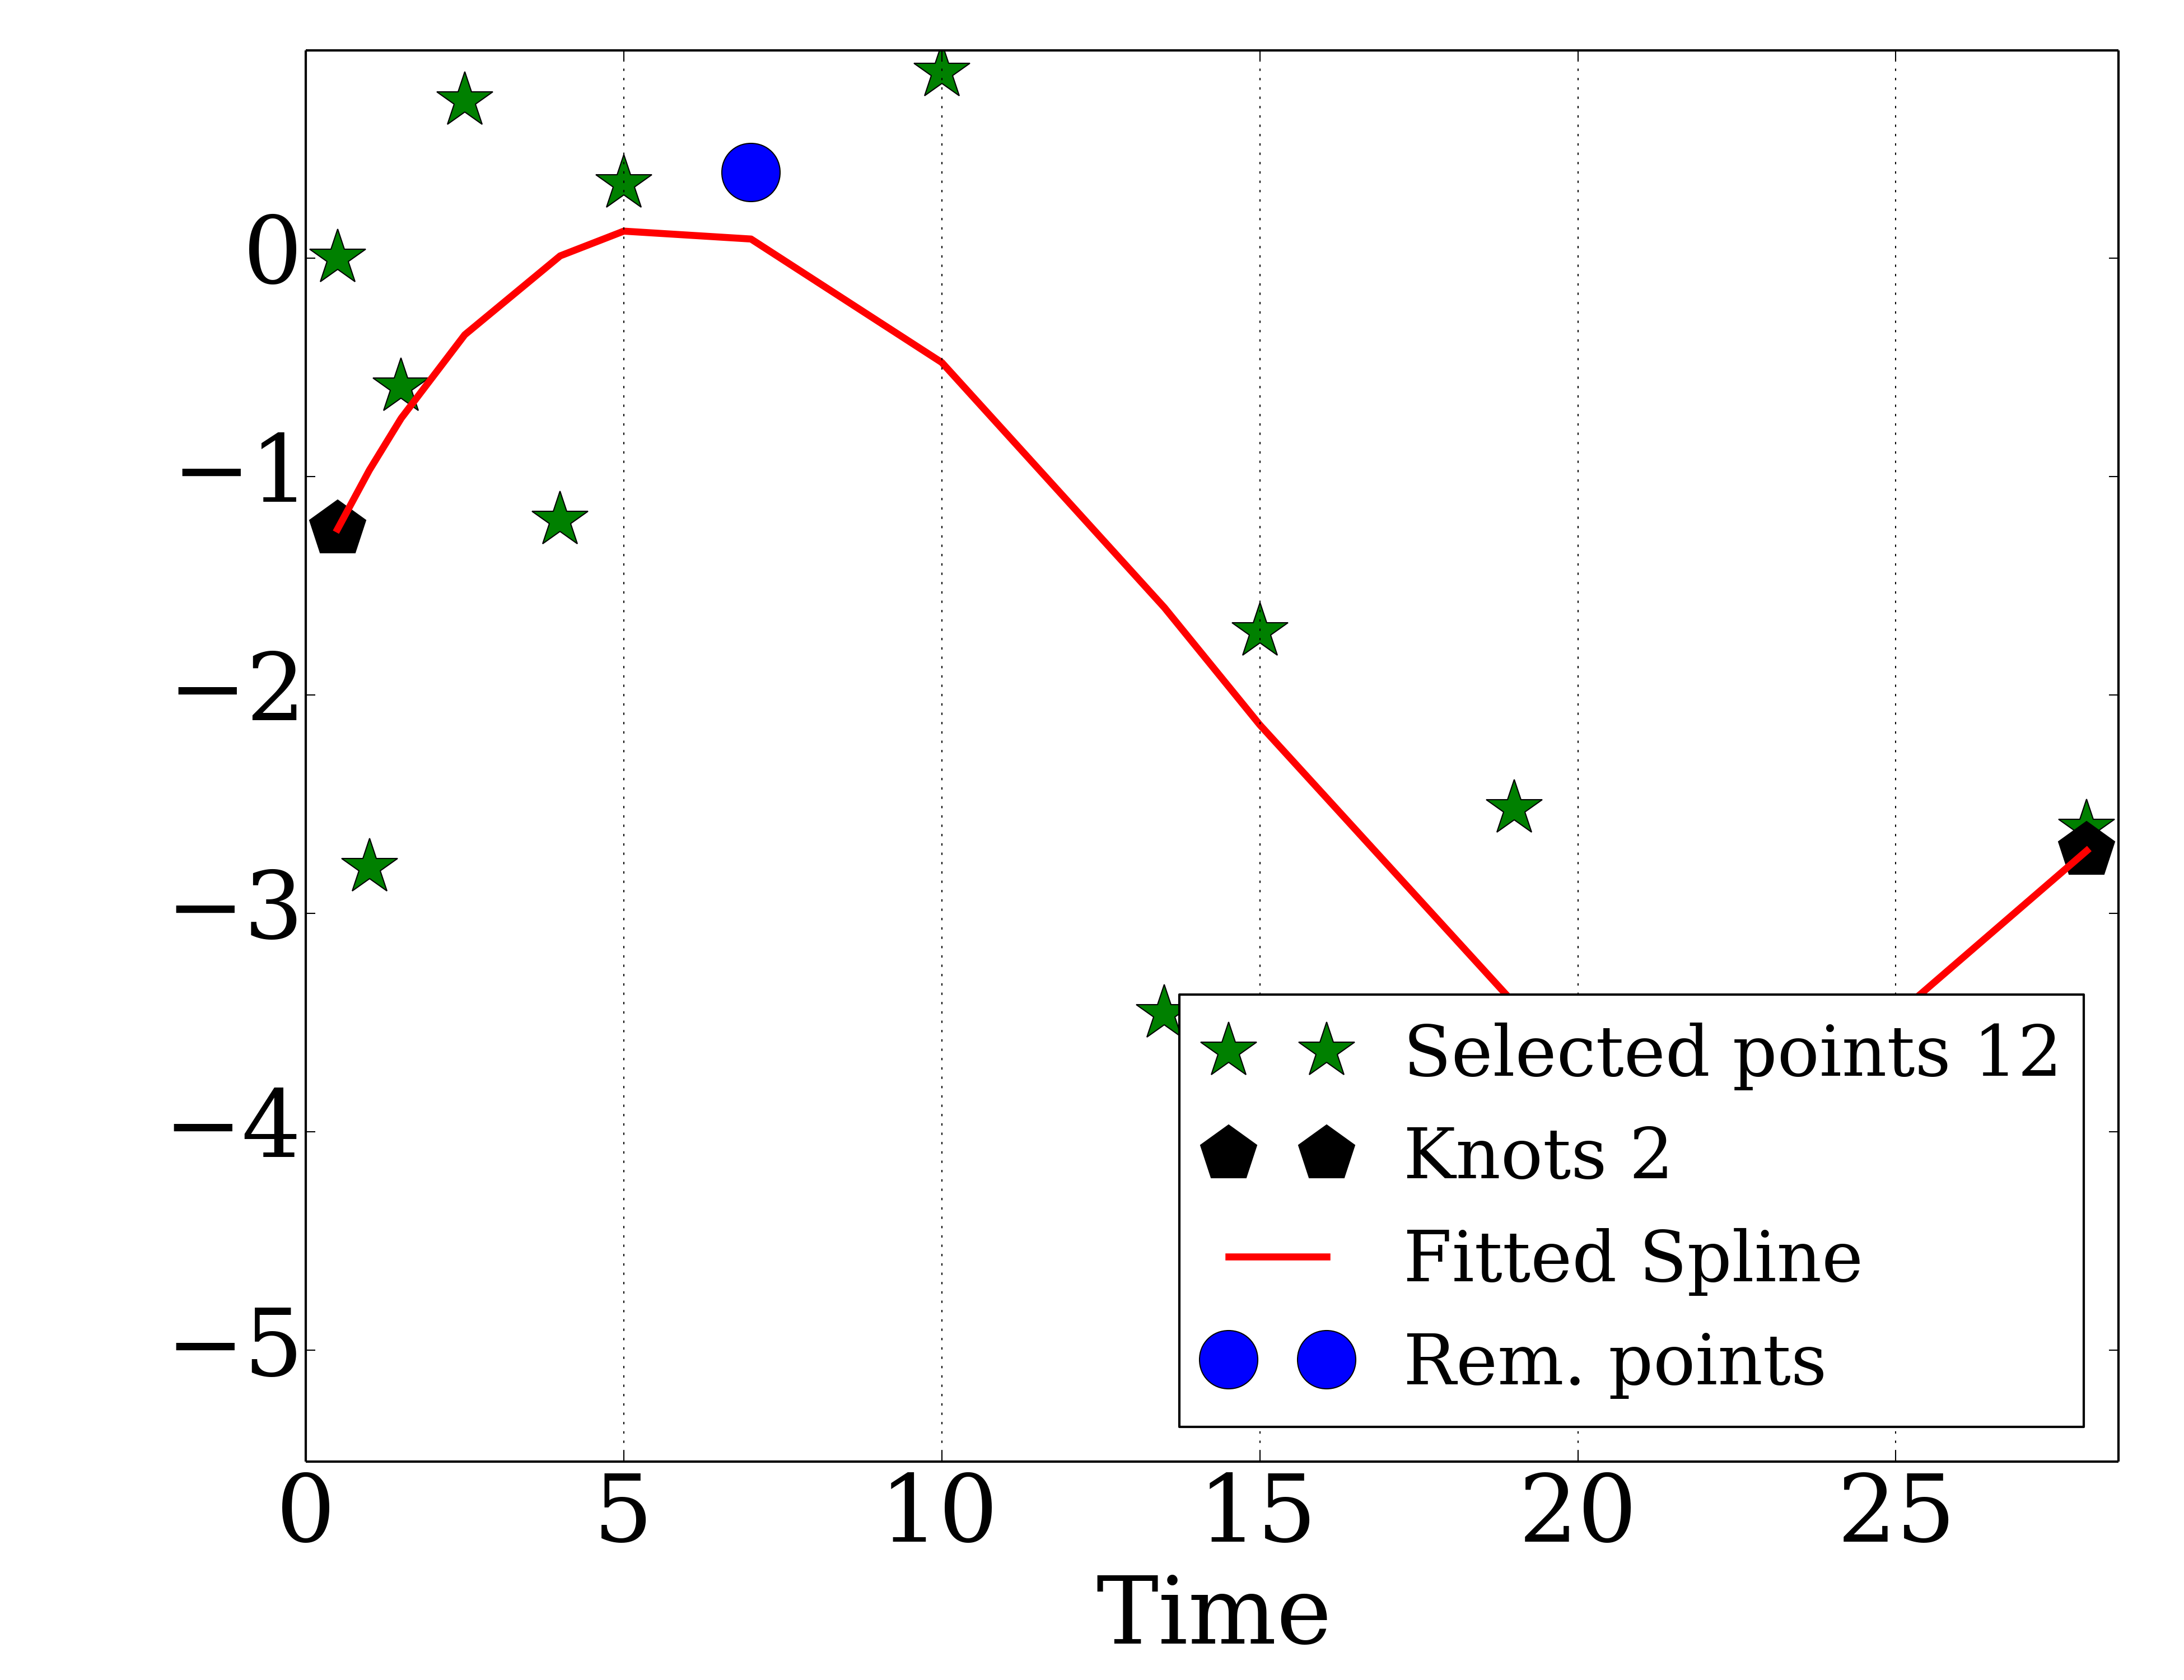 0
−1
−2
−3
−4
−5
Selected points 12
Knots 2
Fitted Spline
Rem. points
0 5 10 15 20 25
Time